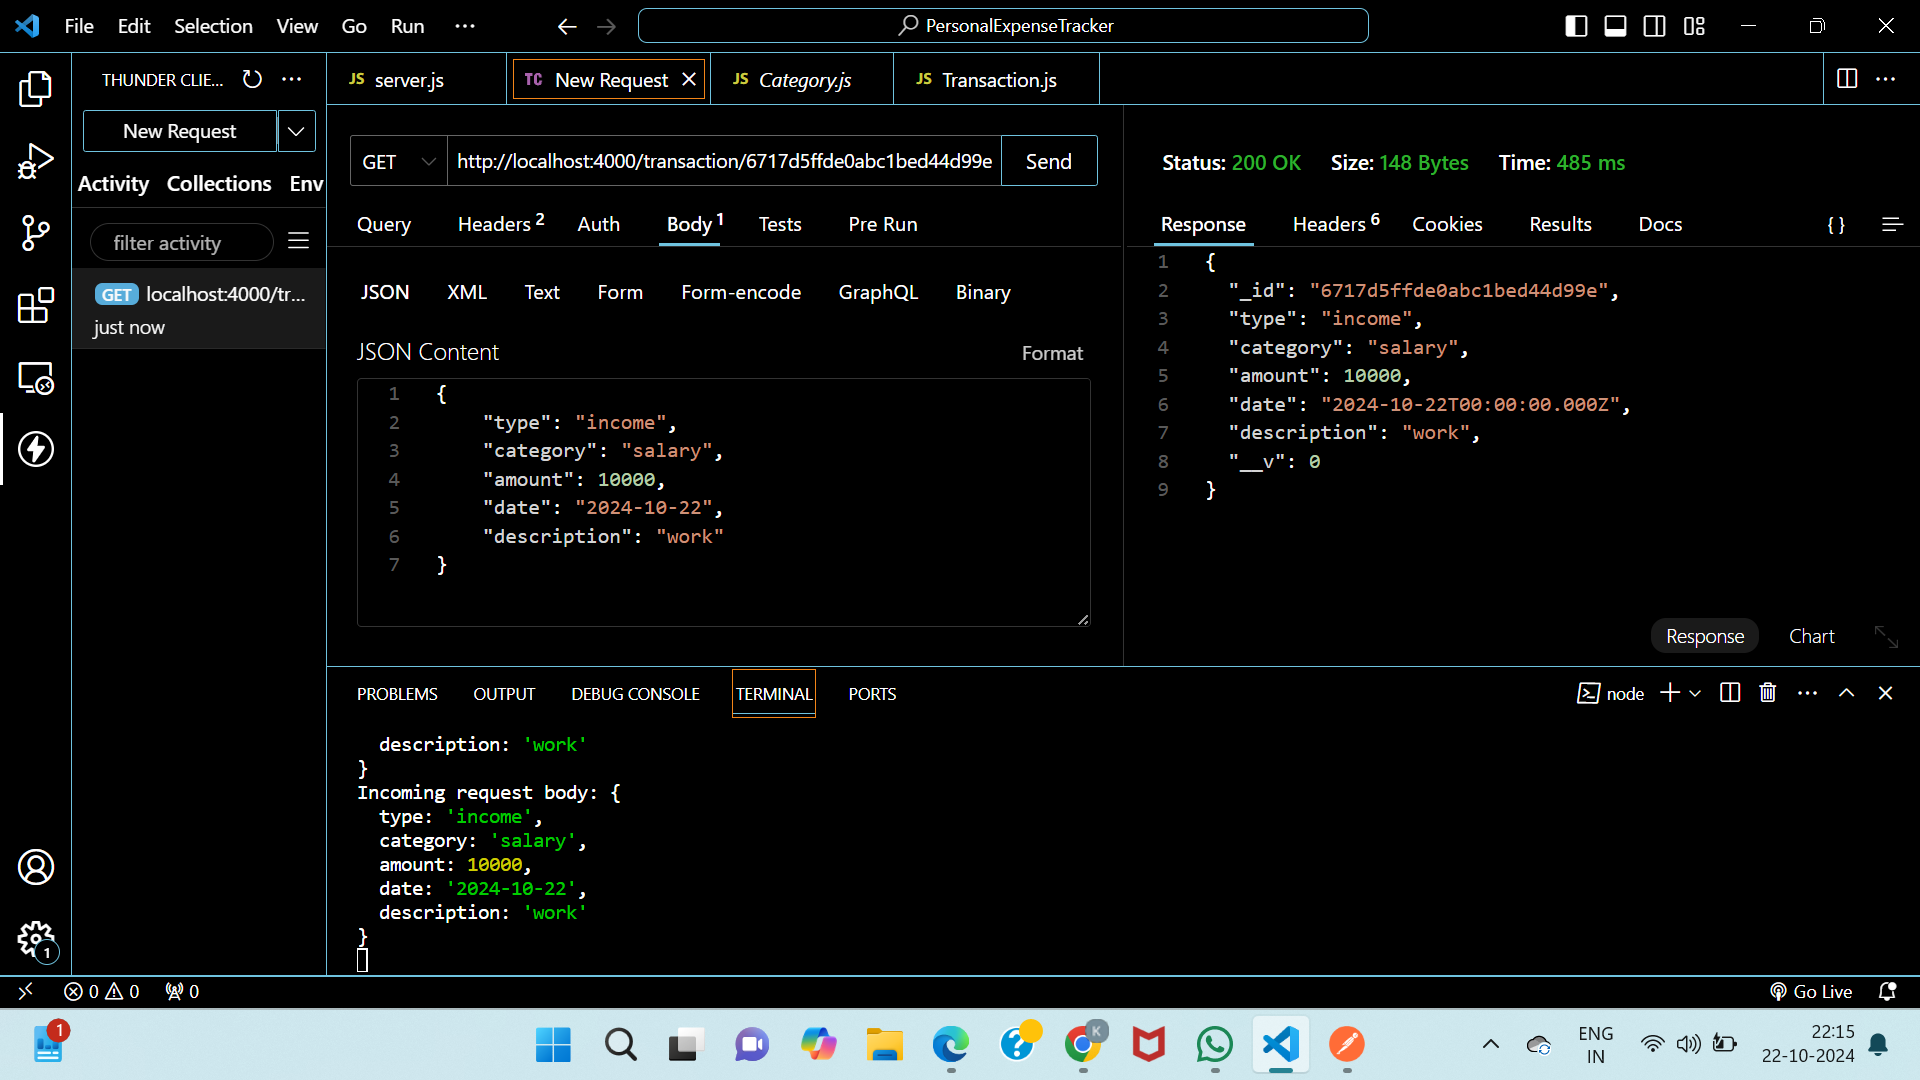 File Edit Selection View Go Run ···
PersonalExpenseTracker
THUNDER CLIE... ···
JS server.js
TC New Request
JS Category.js
JS Transaction.js
New Request
Activity Collections Env
filter activity
GET localhost:4000/tr...
just now
GET http://localhost:4000/transaction/6717d5ffde0abc1bed44d99e Send
Query Headers 2 Auth Body 1 Tests Pre Run
JSON XML Text Form Form-encode GraphQL Binary
JSON Content Format
1 {
2 "type": "income",
3 "category": "salary",
4 "amount": 10000,
5 "date": "2024-10-22",
6 "description": "work"
7 }
Status: 200 OK Size: 148 Bytes Time: 485 ms
Response Headers 6 Cookies Results Docs { }
1 {
2 "_id": "6717d5ffde0abc1bed44d99e",
3 "type": "income",
4 "category": "salary",
5 "amount": 10000,
6 "date": "2024-10-22T00:00:00.000Z",
7 "description": "work",
8 "__v": 0
9 }
Response Chart
PROBLEMS OUTPUT DEBUG CONSOLE TERMINAL PORTS
node
description: 'work'
}
Incoming request body: {
type: 'income',
category: 'salary',
amount: 10000,
date: '2024-10-22',
description: 'work'
}
1
0 0 0
Go Live
1
K
ENG
IN
22:15
22-10-2024